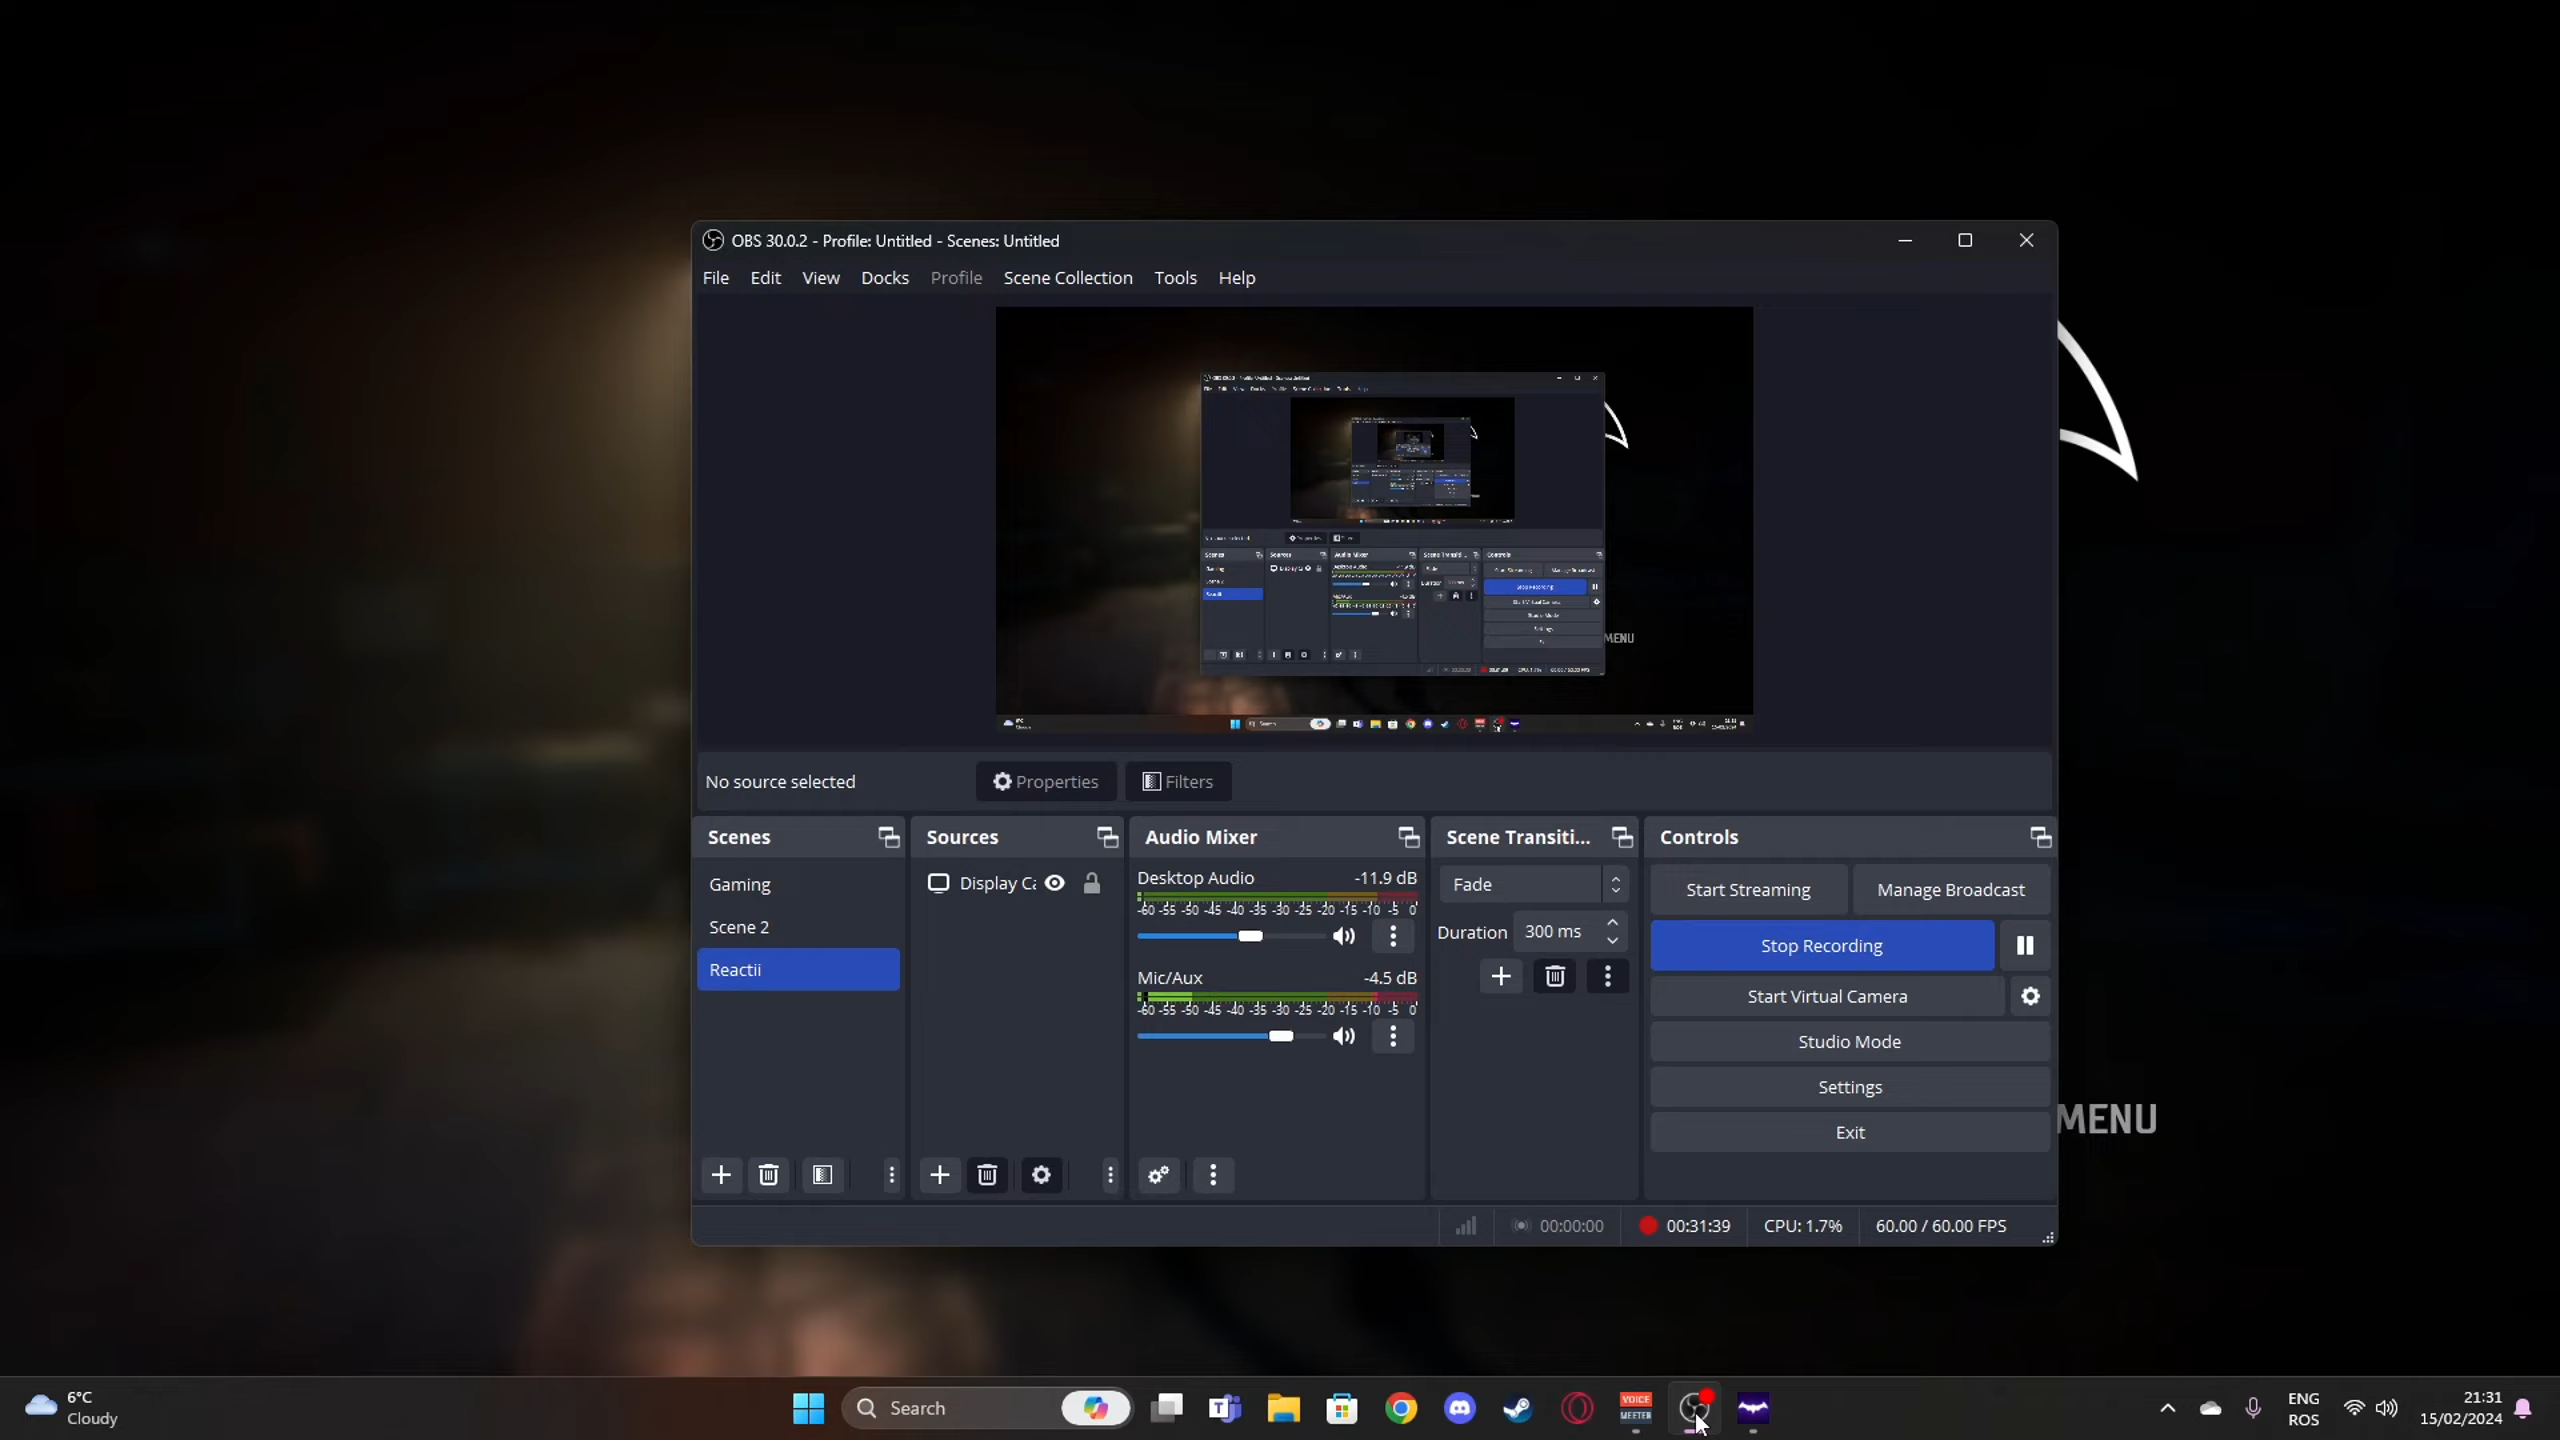 OBS 30.0.2 - Profile: Untitled - Scenes: Untitled
File Edit View Docks Profile Scene Collection Tools Help
MENU
No source selected Properties Filters
Scenes Sources Audio Mixer Scene Transiti... Controls
Gaming
Scene 2
Reactii
Display Ca
Desktop Audio -11.9 dB
-60 -55 -50 -45 -40 -35 -30 -25 -20 -15 -10 -5 0
Mic/Aux -4.5 dB
-60 -55 -50 -45 -40 -35 -30 -25 -20 -15 -10 -5 0
Fade
Duration 300 ms
Start Streaming Manage Broadcast
Stop Recording
Start Virtual Camera
Studio Mode
Settings
Exit
MENU
00:00:00 00:31:39 CPU: 1.7% 60.00 / 60.00 FPS
6°C
Cloudy
Search
VOICE
MEETER
ENG
ROS
21:31
15/02/2024